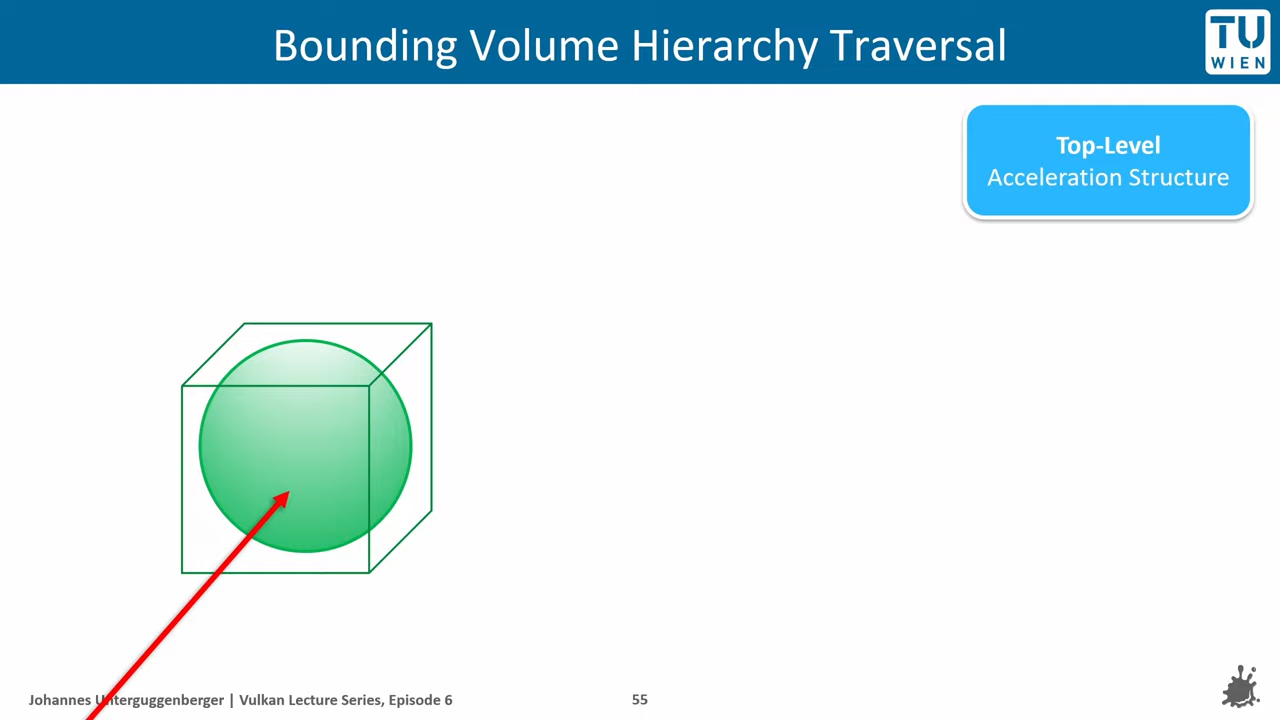 Bounding Volume Hierarchy Traversal
TU
WIEN
Top-Level
Acceleration Structure
Johannes Unterguggenberger | Vulkan Lecture Series, Episode 6
55